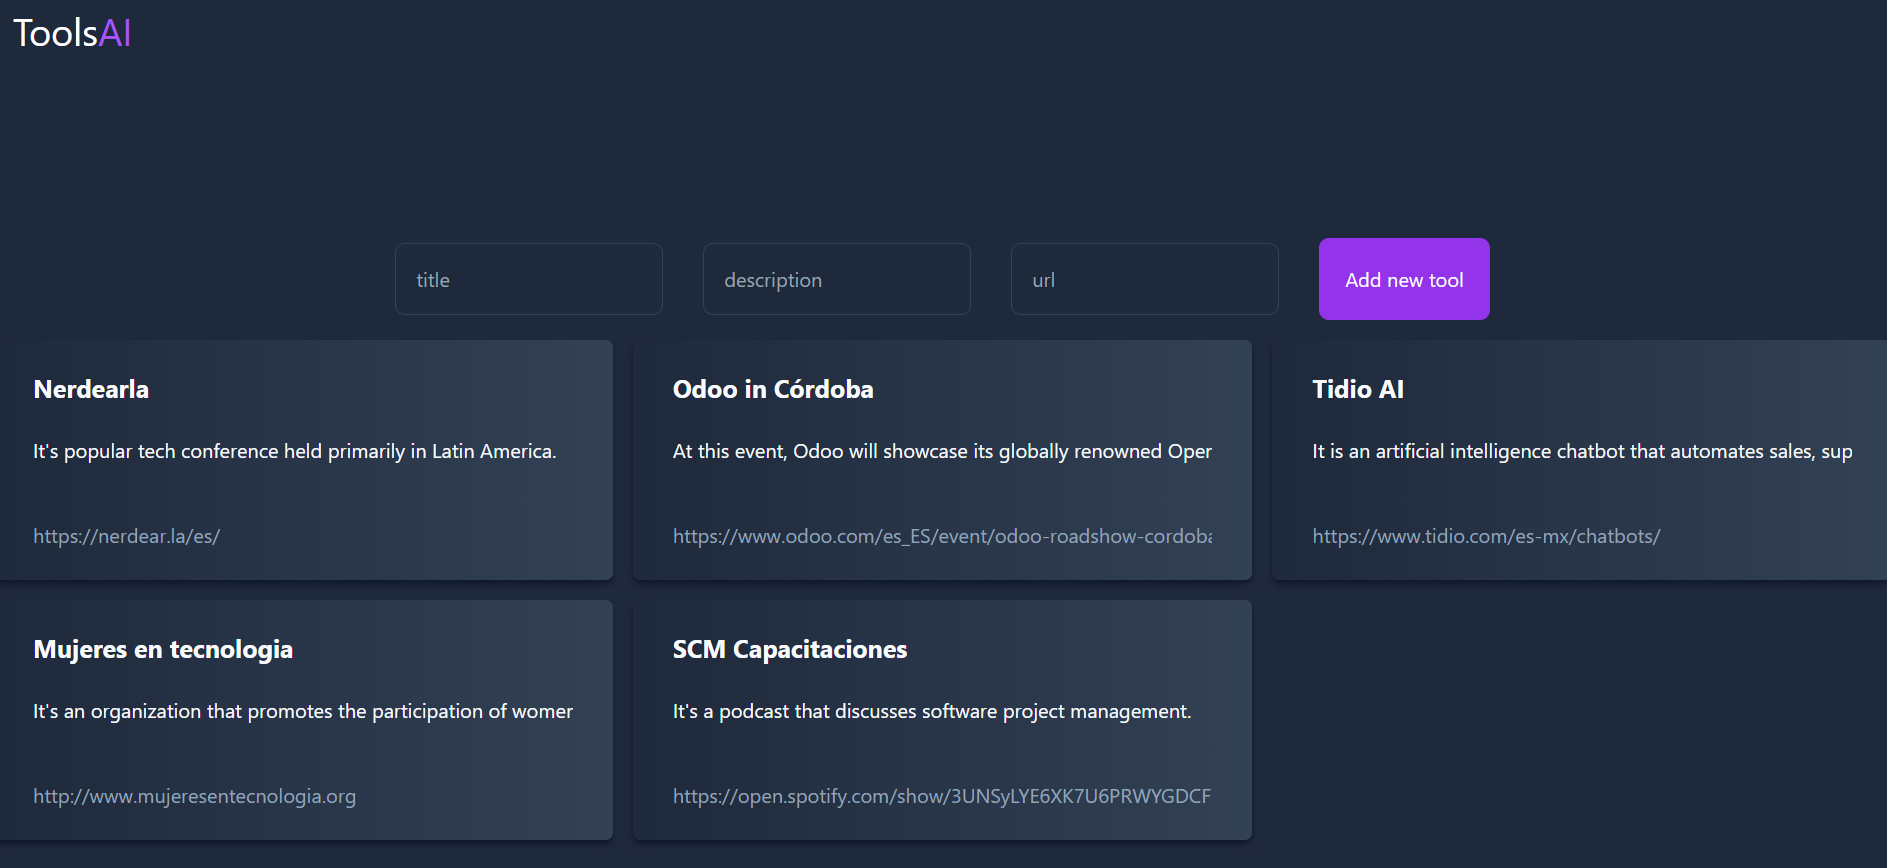 ToolsAI
title
description
url
Add new tool
Nerdearla
It's popular tech conference held primarily in Latin America.
https://nerdear.la/es/
Odoo in Córdoba
At this event, Odoo will showcase its globally renowned Oper
https://www.odoo.com/es_ES/event/odoo-roadshow-cordoba
Tidio AI
It is an artificial intelligence chatbot that automates sales, sup
https://www.tidio.com/es-mx/chatbots/
Mujeres en tecnologia
It's an organization that promotes the participation of womer
http://www.mujeresentecnologia.org
SCM Capacitaciones
It's a podcast that discusses software project management.
https://open.spotify.com/show/3UNSyLYE6XK7U6PRWYGDCF